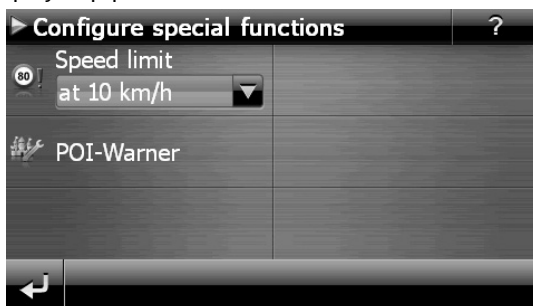 Configure special functions
?
Speed limit
80
at 10 km/h
POI-Warner